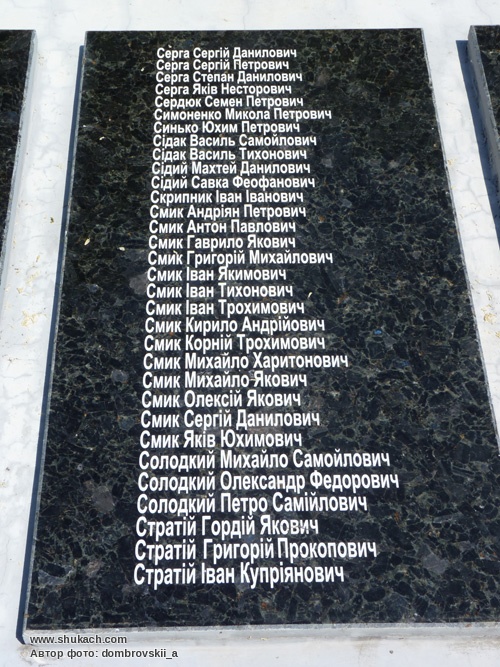 Серга Сергій Данилович
Серга Сергій Петрович
Серга Степан Данилович
Серга Яків Несторович
Сердюк Семен Петрович
Симоненко Микола Петрович
Синько Юхим Петрович
Сідак Василь Самойлович
Сідак Василь Тихонович
Сідий Махтей Данилович
Сідий Савка Феофанович
Скрипник Іван Іванович
Смик Андріян Петрович
Смик Антон Павлович
Смик Гаврило Якович
Смик Григорій Михайлович
Смик Іван Якимович
Смик Іван Тихонович
Смик Іван Трохимович
Смик Кирило Андрійович
Смик Корній Трохимович
Смик Михайло Харитонович
Смик Михайло Якович
Смик Олексій Якович
Смик Сергій Данилович
Смик Яків Юхимович
Солодкий Михайло Самойлович
Солодкий Олександр Федорович
Солодкий Петро Самійлович
Стратій Гордій Якович
Стратій Григорій Прокопович
Стратій Іван Купріянович
www.shukach.com
Автор фото: dombrovskii_a